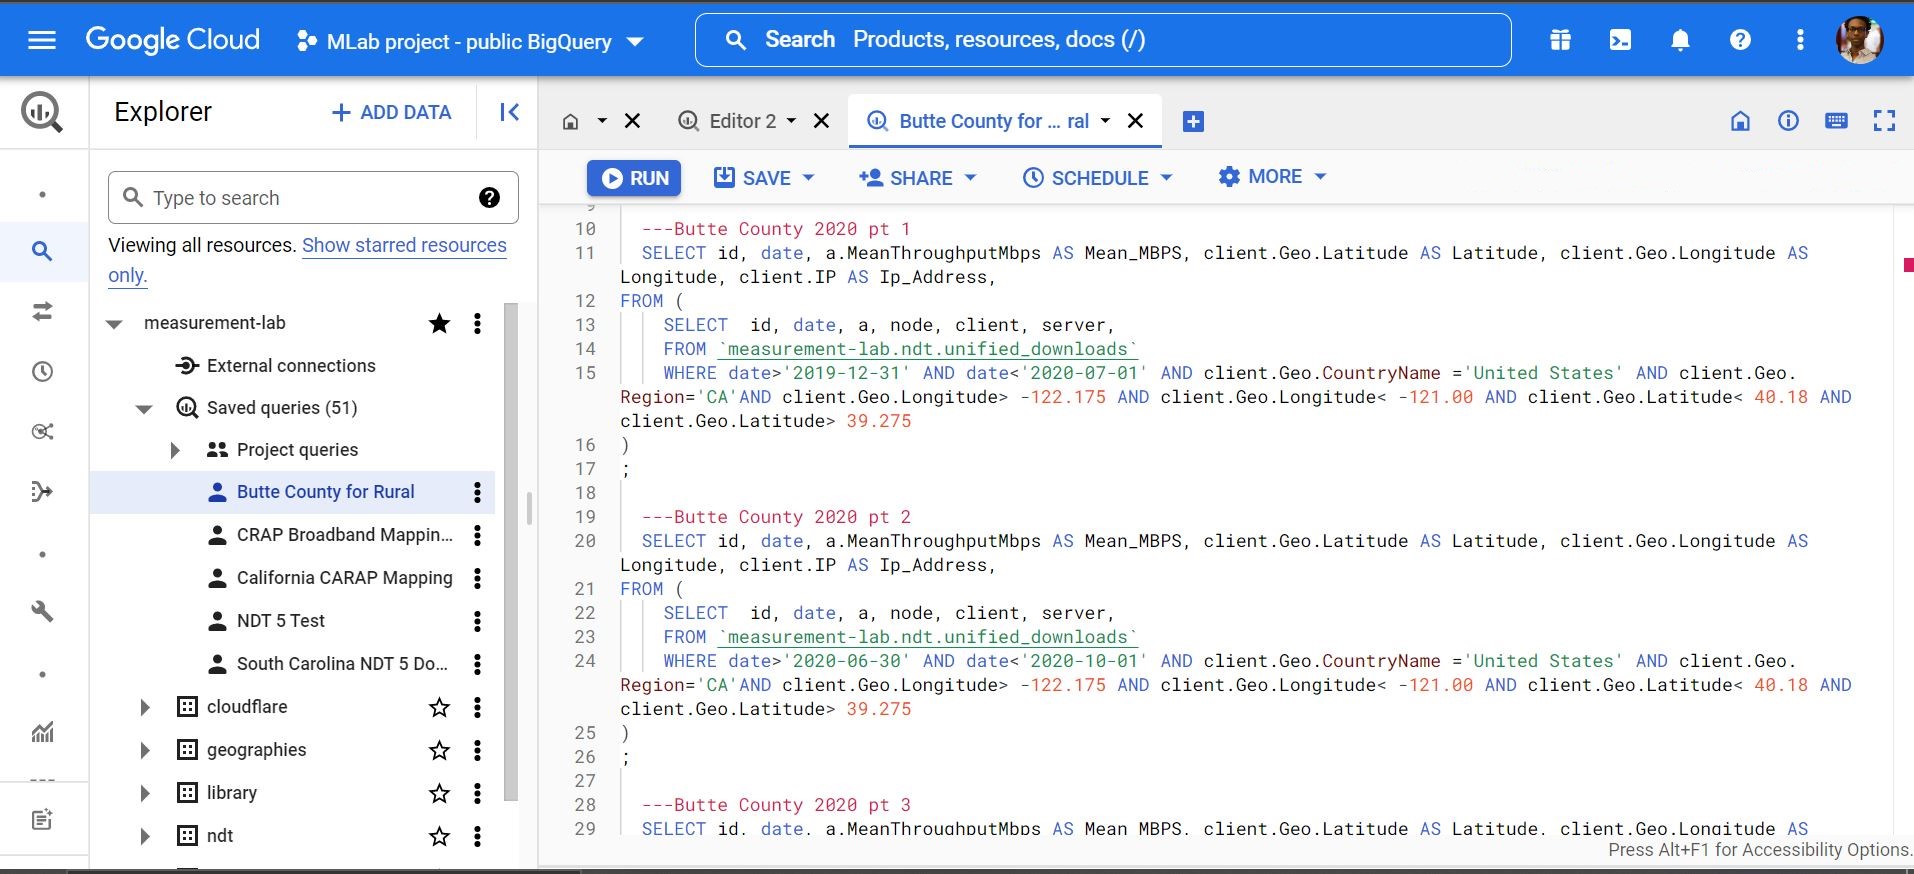 Google Cloud
MLab project - public BigQuery
Search Products, resources, docs (/)
Explorer
+ ADD DATA
Editor 2
Butte County for ... ral
RUN
SAVE
SHARE
SCHEDULE
MORE
Type to search
Viewing all resources. Show starred resources
only.
measurement-lab
External connections
Saved queries (51)
Project queries
Butte County for Rural
CRAP Broadband Mappin...
California CARAP Mapping
NDT 5 Test
South Carolina NDT 5 Do...
cloudflare
geographies
library
ndt
9
10 ---Butte County 2020 pt 1
11 SELECT id, date, a.MeanThroughputMbps AS Mean_MBPS, client.Geo.Latitude AS Latitude, client.Geo.Longitude AS
Longitude, client.IP AS Ip_Address,
12 FROM (
13 SELECT  id, date, a, node, client, server,
14 FROM `measurement-lab.ndt.unified_downloads`
15 WHERE date>'2019-12-31' AND date<'2020-07-01' AND client.Geo.CountryName ='United States' AND client.Geo.
Region='CA'AND client.Geo.Longitude> -122.175 AND client.Geo.Longitude< -121.00 AND client.Geo.Latitude< 40.18 AND
client.Geo.Latitude> 39.275
16 )
17 ;
18
19 ---Butte County 2020 pt 2
20 SELECT id, date, a.MeanThroughputMbps AS Mean_MBPS, client.Geo.Latitude AS Latitude, client.Geo.Longitude AS
Longitude, client.IP AS Ip_Address,
21 FROM (
22 SELECT  id, date, a, node, client, server,
23 FROM `measurement-lab.ndt.unified_downloads`
24 WHERE date>'2020-06-30' AND date<'2020-10-01' AND client.Geo.CountryName ='United States' AND client.Geo.
Region='CA'AND client.Geo.Longitude> -122.175 AND client.Geo.Longitude< -121.00 AND client.Geo.Latitude< 40.18 AND
client.Geo.Latitude> 39.275
25 )
26 ;
27
28 ---Butte County 2020 pt 3
29 SELECT id, date, a.MeanThroughputMbps AS Mean_MBPS, client.Geo.Latitude AS Latitude, client.Geo.Longitude AS
Press Alt+F1 for Accessibility Options.